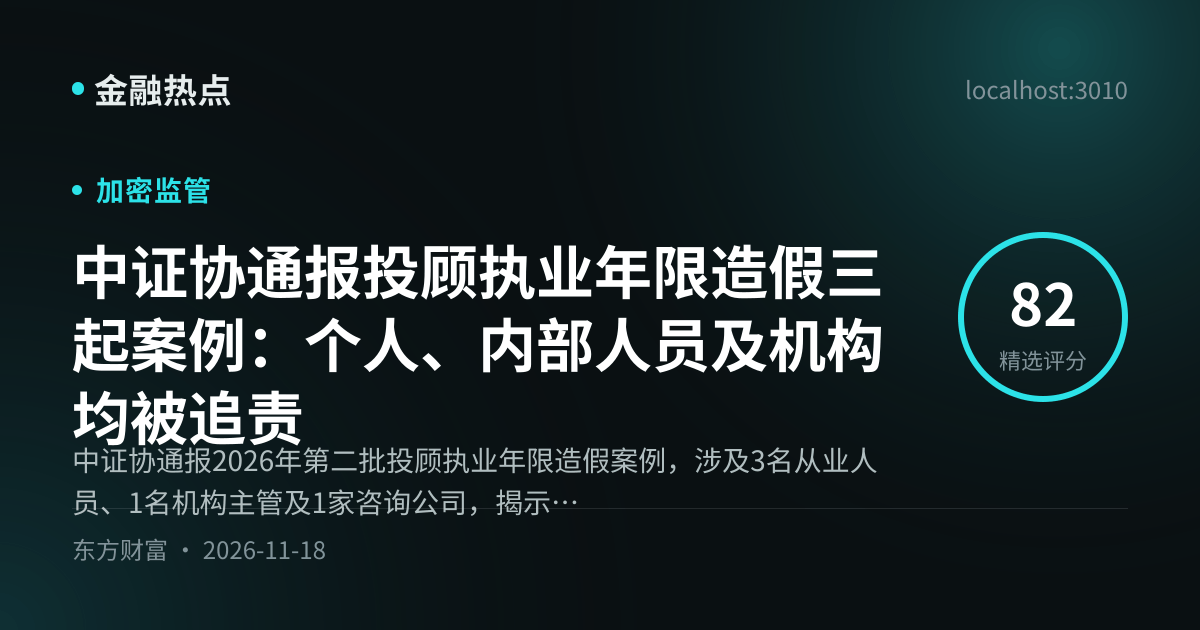 金融热点
localhost:3010
加密监管
中证协通报投顾执业年限造假三
起案例：个人、内部人员及机构
均被追责
82
精选评分
中证协通报2026年第二批投顾执业年限造假案例，涉及3名从业人
员、1名机构主管及1家咨询公司，揭示…
东方财富 · 2026-11-18